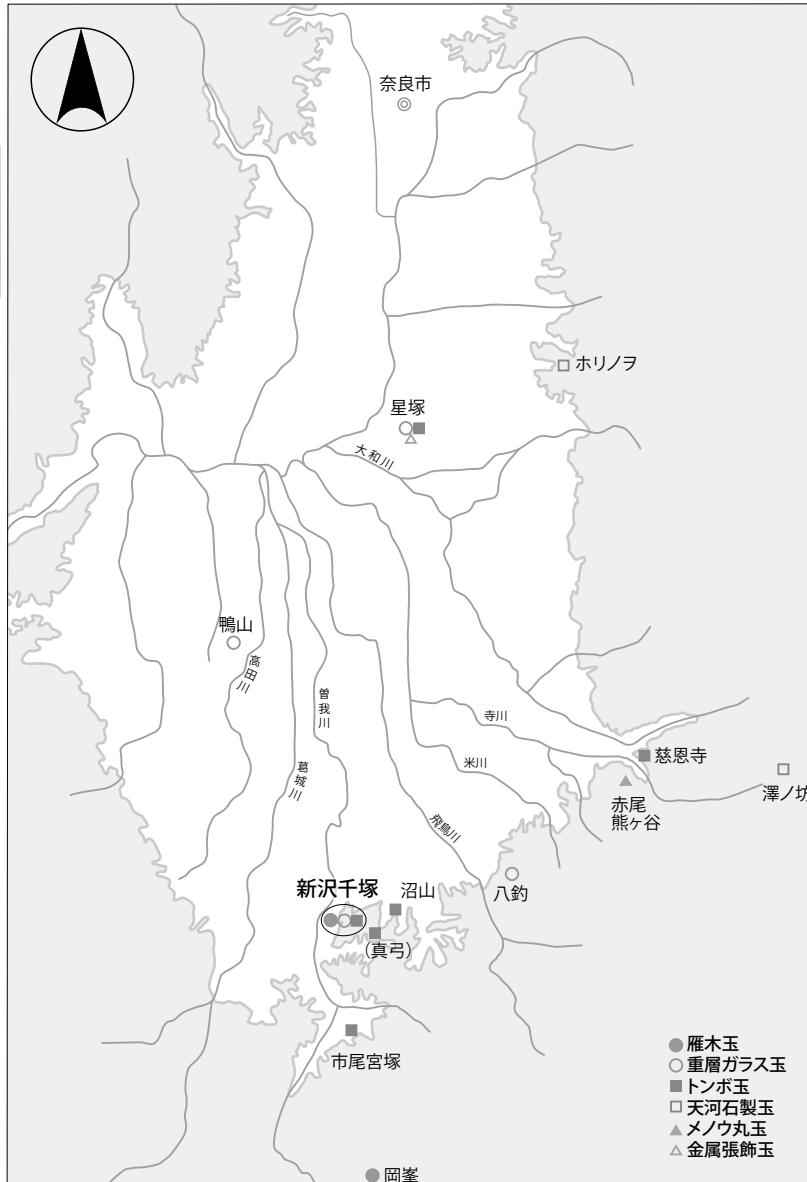 奈良市
ホリノヲ
星塚
大和川
鴨山
高田川
曽我川
葛城川
寺川
米川
飛鳥川
慈恩寺
澤ノ坊
赤尾
熊ヶ谷
八釣
新沢千塚
沼山
(真弓)
市尾宮塚
岡峯
雁木玉
重層ガラス玉
トンボ玉
天河石製玉
メノウ丸玉
金属張飾玉